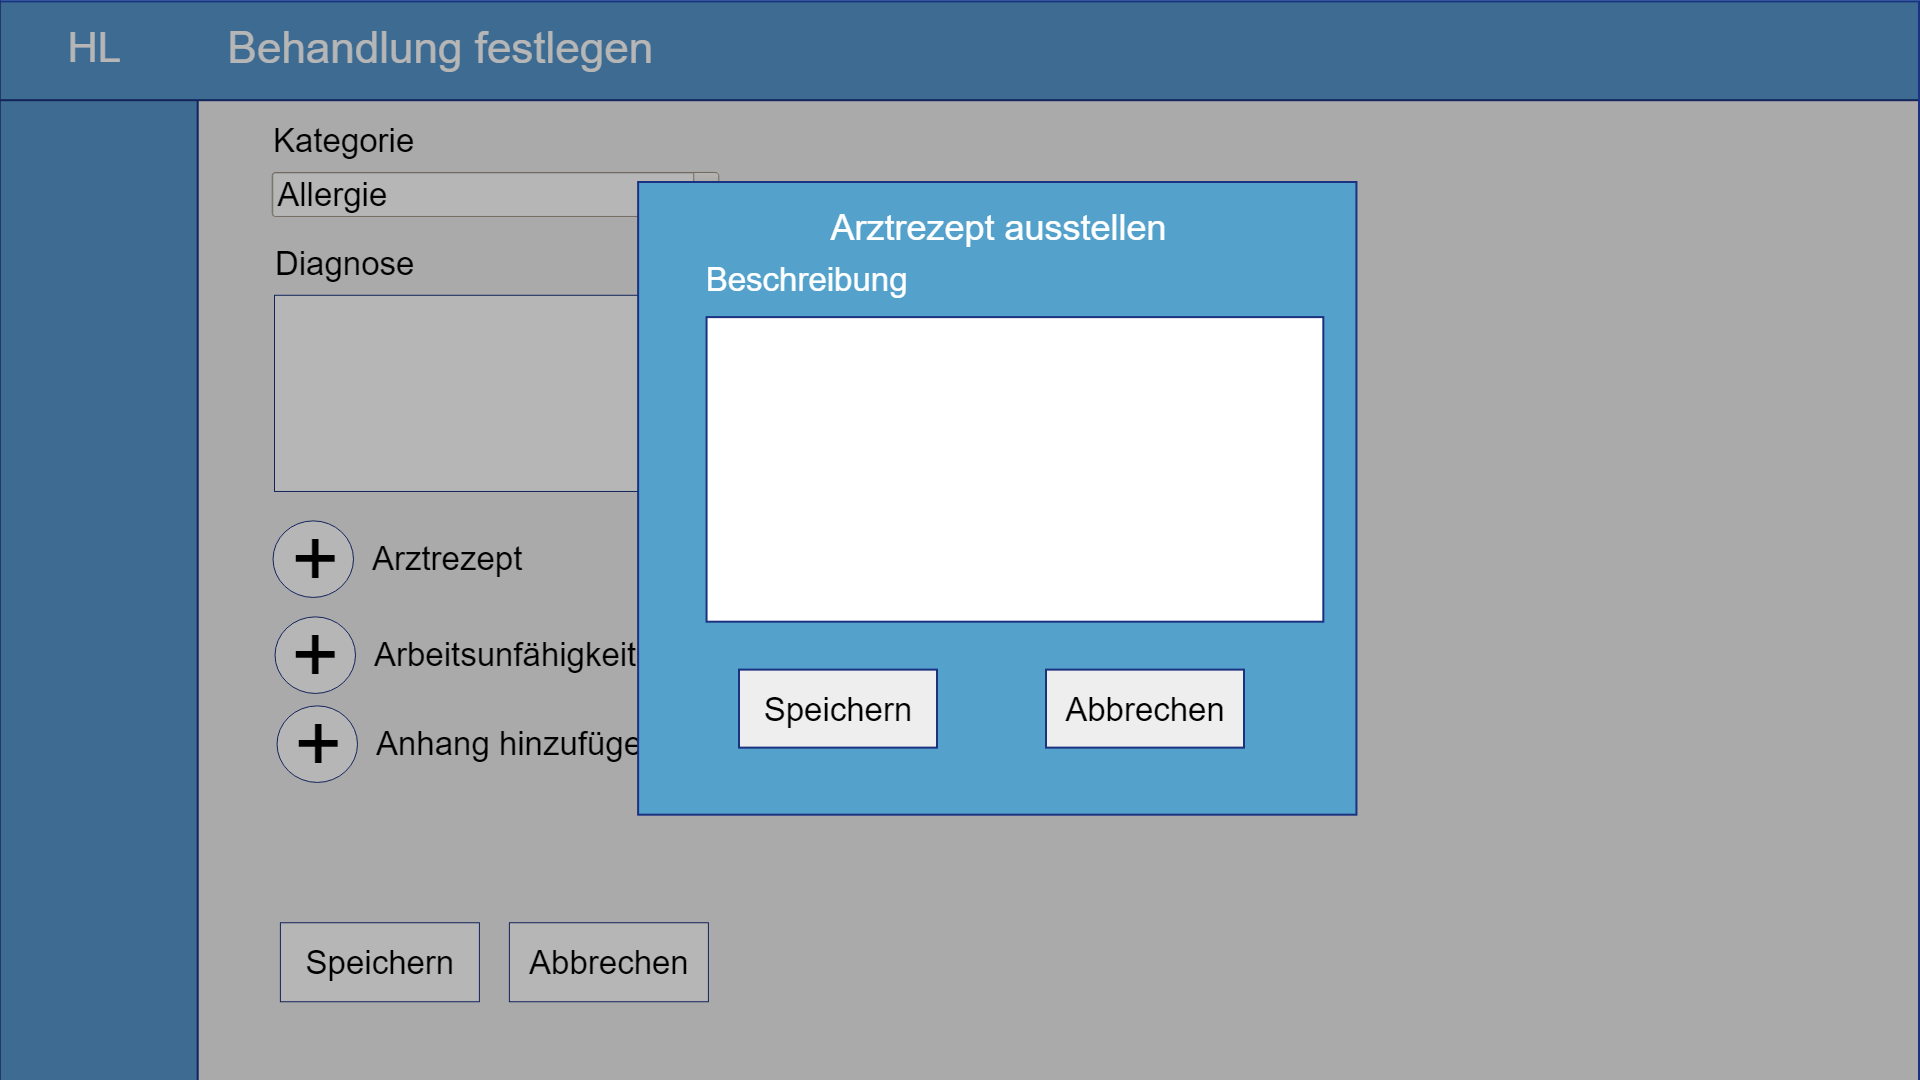 HL
Behandlung festlegen
Kategorie
Allergie
Diagnose
Arztrezept
Arbeitsunfähigkeit
Anhang hinzufüge
Speichern
Abbrechen
Arztrezept ausstellen
Beschreibung
Speichern
Abbrechen